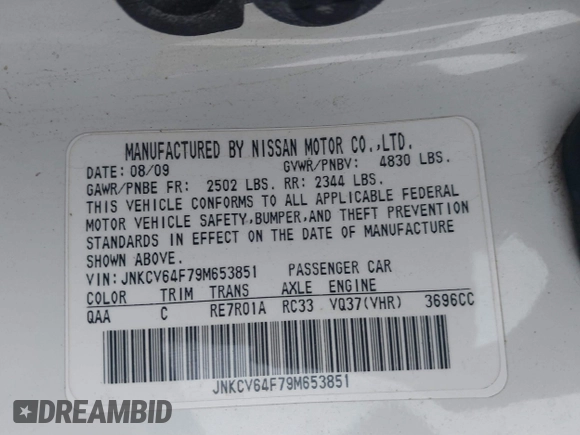 MANUFACTURED BY NISSAN MOTOR CO.,LTD.
DATE: 08/09 GVWR/PNBV: 4830 LBS.
GAWR/PNBE FR: 2502 LBS. RR: 2344 LBS.
THIS VEHICLE CONFORMS TO ALL APPLICABLE FEDERAL
MOTOR VEHICLE SAFETY,BUMPER,AND THEFT PREVENTION
STANDARDS IN EFFECT ON THE DATE OF MANUFACTURE
SHOWN ABOVE.
VIN: JNKCV64F79M653851 PASSENGER CAR
COLOR TRIM TRANS AXLE ENGINE
QAA C RE7R01A RC33 VQ37(VHR) 3696CC
JNKCV64F79M653851
DREAMBID